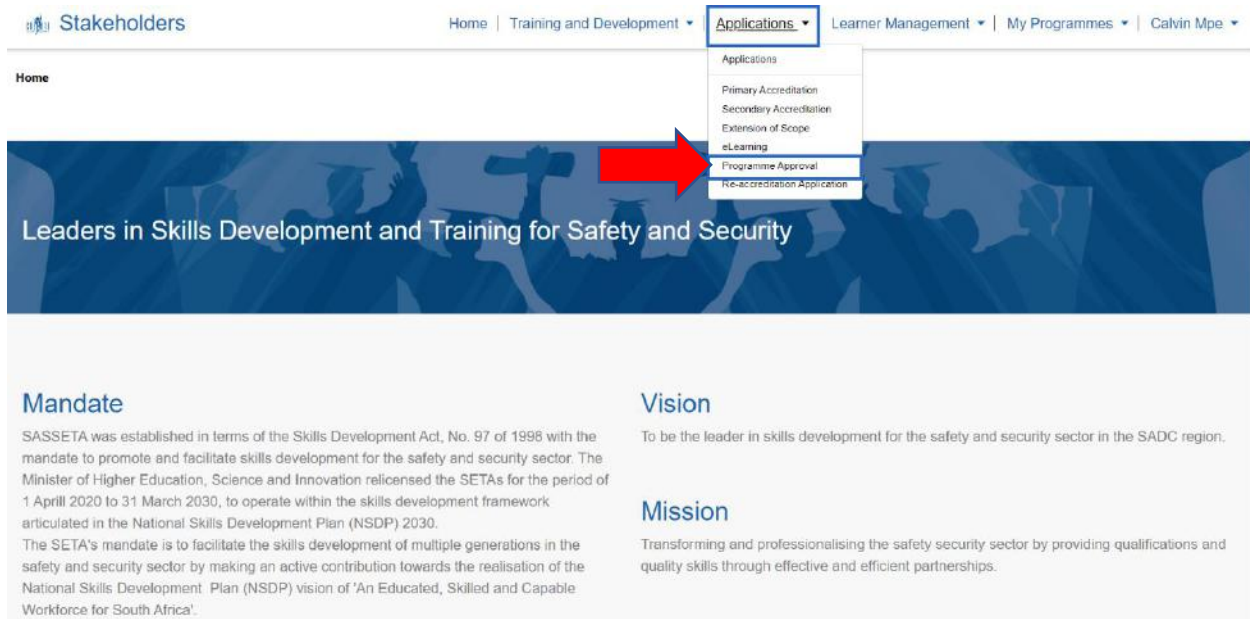 Stakeholders
Home | Training and Development | Applications | Learner Management | My Programmes | Calvin Mpe
Applications
Home
Primary Accreditation
Secondary Accreditation
Extension of Scope
eLearning
Programme Approval
Re-accreditation Application
Leaders in Skills Development and Training for Safety and Security
Mandate
SASSETA was established in terms of the Skills Development Act, No. 97 of 1998 with the
mandate to promote and facilitate skills development for the safety and security sector. The
Minister of Higher Education, Science and Innovation relicensed the SETAs for the period of
1 Aprill 2020 to 31 March 2030, to operate within the skills development framework
articulated in the National Skills Development Plan (NSDP) 2030.
The SETA's mandate is to facilitate the skills development of multiple generations in the
safety and security sector by making an active contribution towards the realisation of the
National Skills Development Plan (NSDP) vision of 'An Educated, Skilled and Capable
Workforce for South Africa'.
Vision
To be the leader in skills development for the safety and security sector in the SADC region.
Mission
Transforming and professionalising the safety security sector by providing qualifications and
quality skills through effective and efficient partnerships.